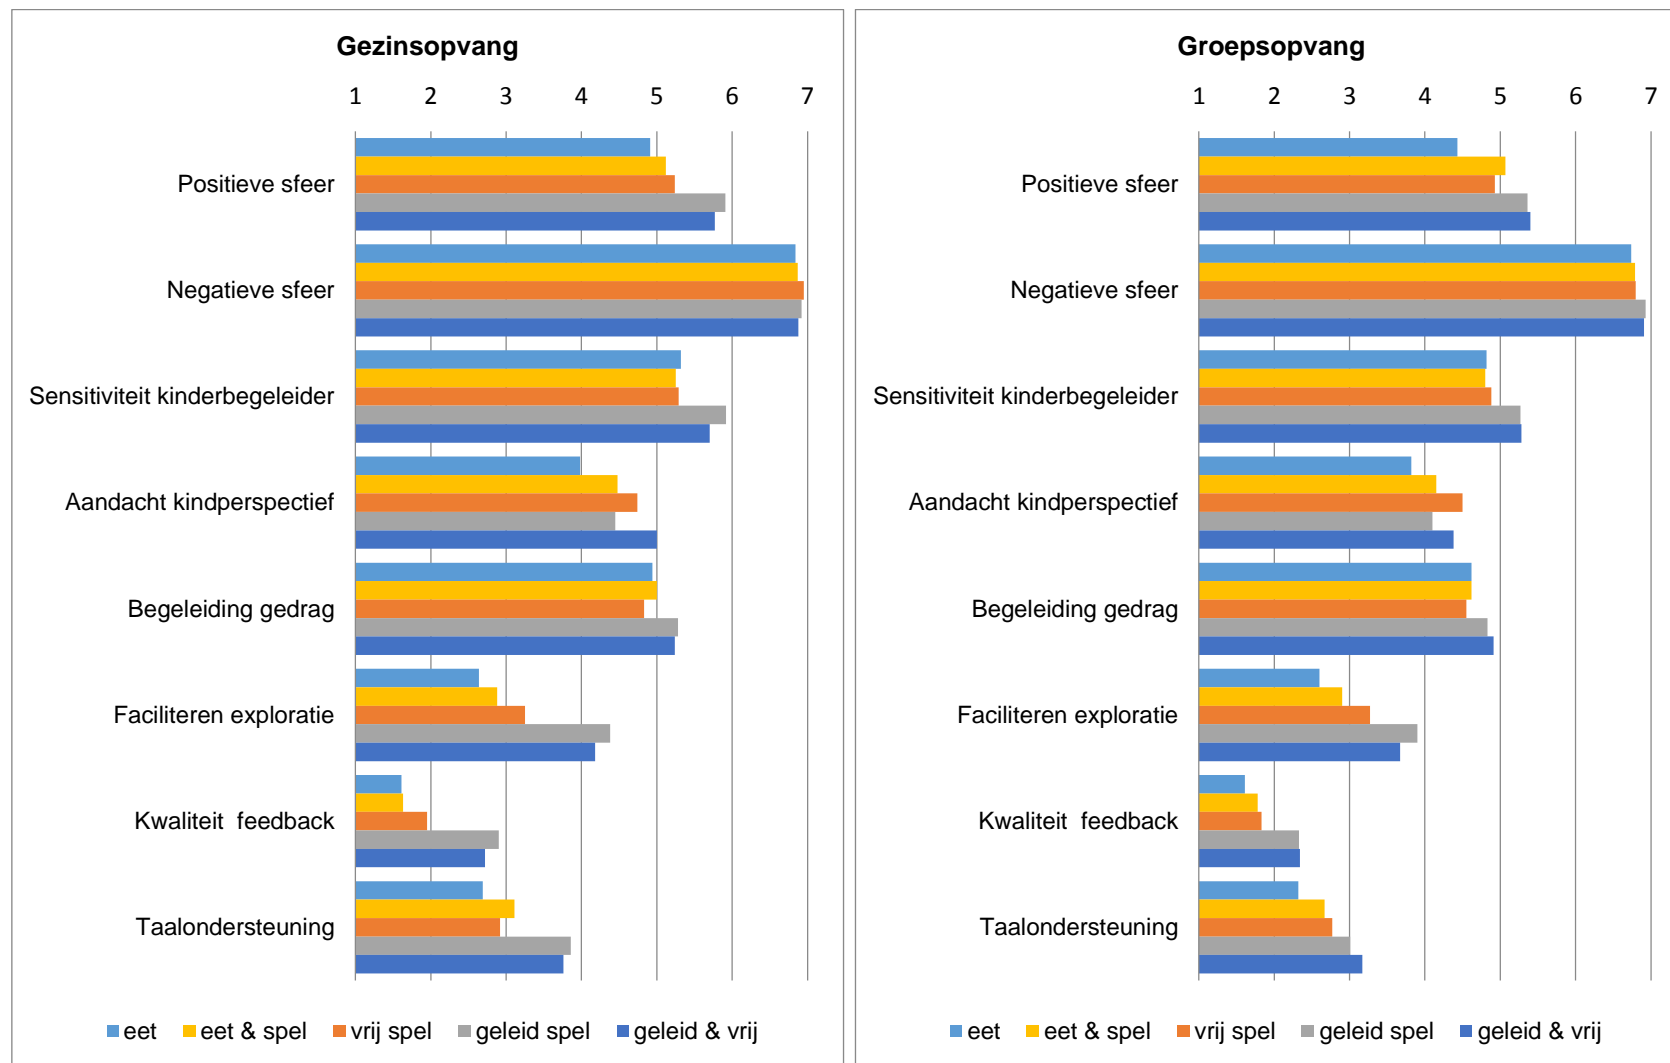 Gezinsopvang
1 2 3 4 5 6 7
Positieve sfeer
Negatieve sfeer
Sensitiviteit kinderbegeleider
Aandacht kindperspectief
Begeleiding gedrag
Faciliteren exploratie
Kwaliteit  feedback
Taalondersteuning
eet eet & spel vrij spel geleid spel geleid & vrij
Groepsopvang
1 2 3 4 5 6 7
Positieve sfeer
Negatieve sfeer
Sensitiviteit kinderbegeleider
Aandacht kindperspectief
Begeleiding gedrag
Faciliteren exploratie
Kwaliteit  feedback
Taalondersteuning
eet eet & spel vrij spel geleid spel geleid & vrij